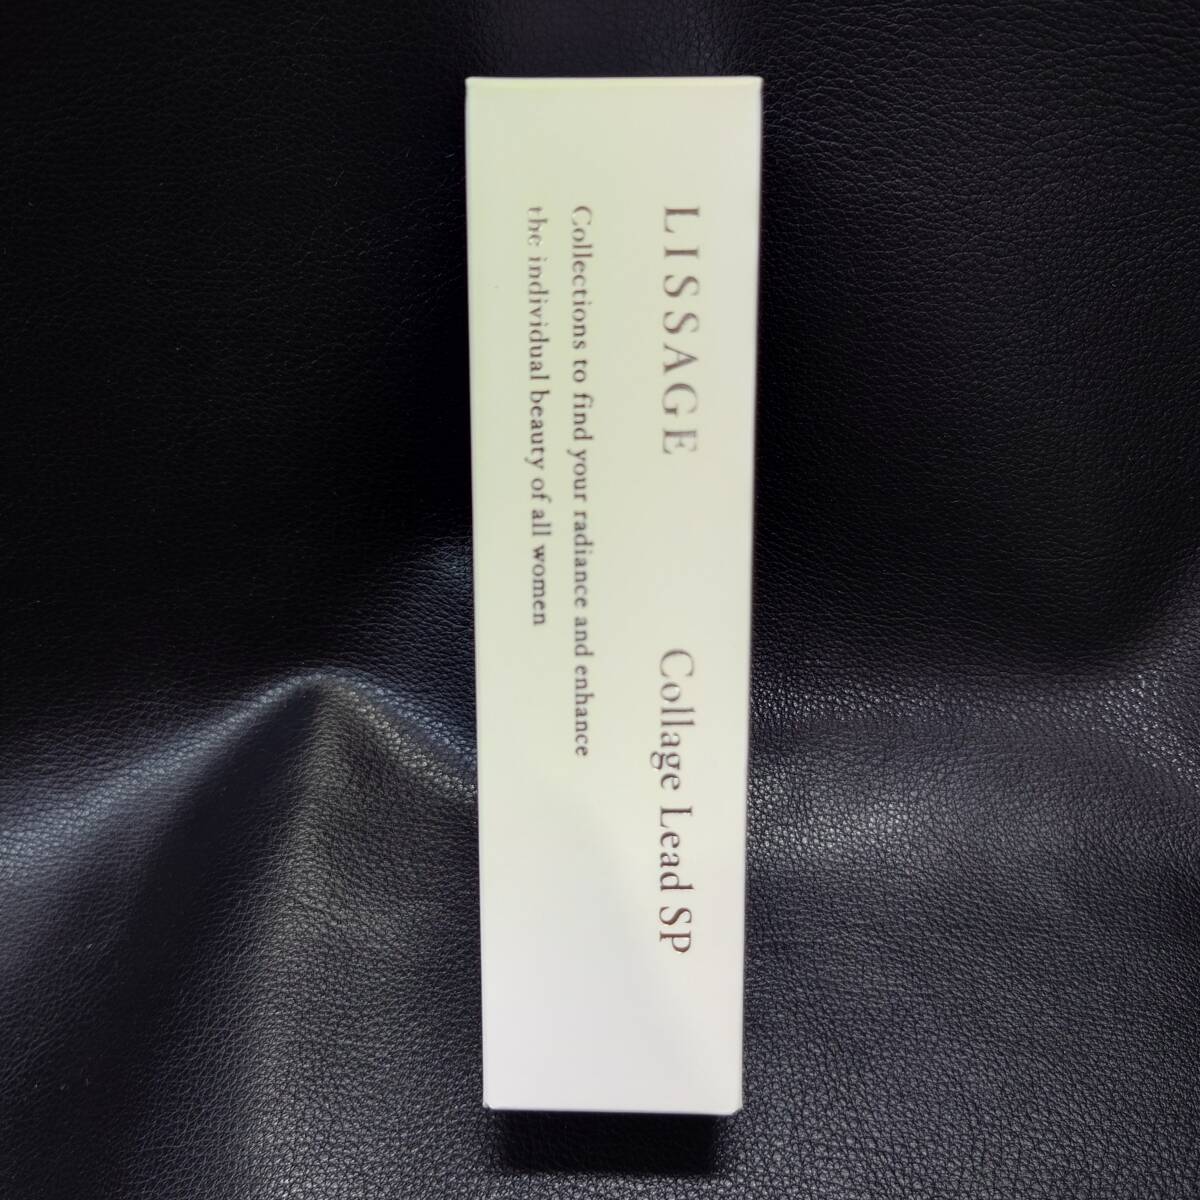 LISSAGE Collage Lead SP
Collections to find your radiance and enhance
the individual beauty of all women